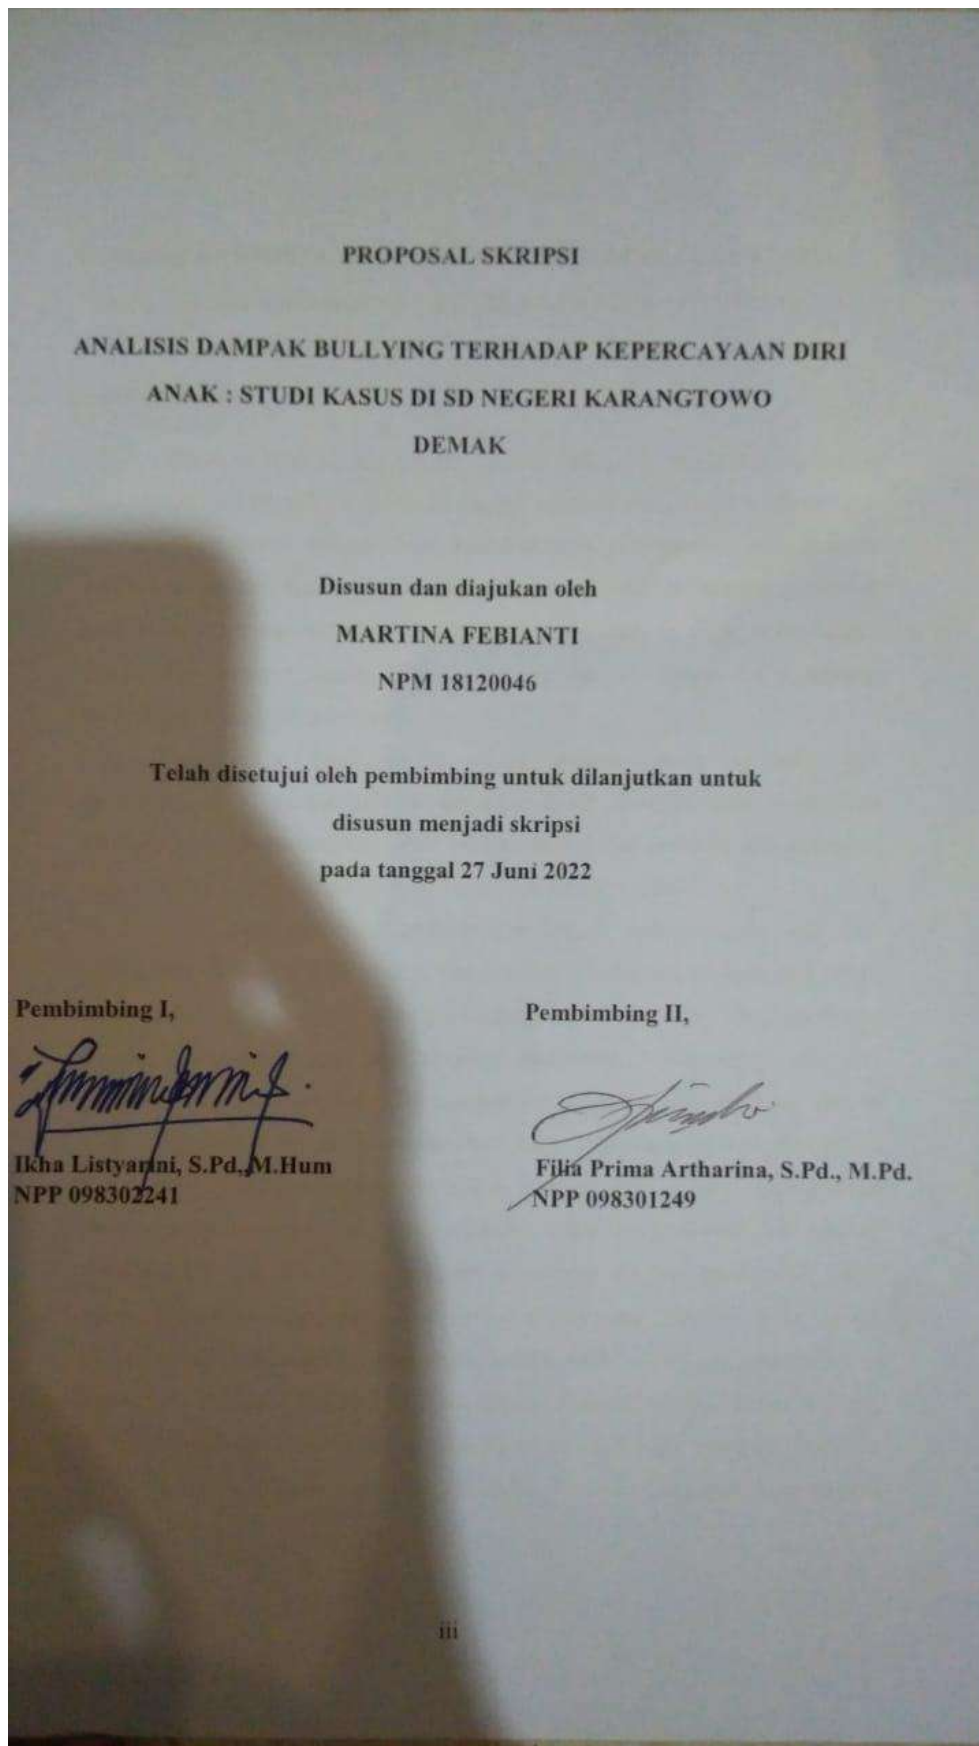 PROPOSAL SKRIPSI
ANALISIS DAMPAK BULLYING TERHADAP KEPERCAYAAN DIRI
ANAK : STUDI KASUS DI SD NEGERI KARANGTOWO
DEMAK
Disusun dan diajukan oleh
MARTINA FEBIANTI
NPM 18120046
Telah disetujui oleh pembimbing untuk dilanjutkan untuk
disusun menjadi skripsi
pada tanggal 27 Juni 2022
Pembimbing I,
Pembimbing II,
Ikha Listyarini, S.Pd., M.Hum
NPP 098302241
Filia Prima Artharina, S.Pd., M.Pd.
NPP 098301249
iii